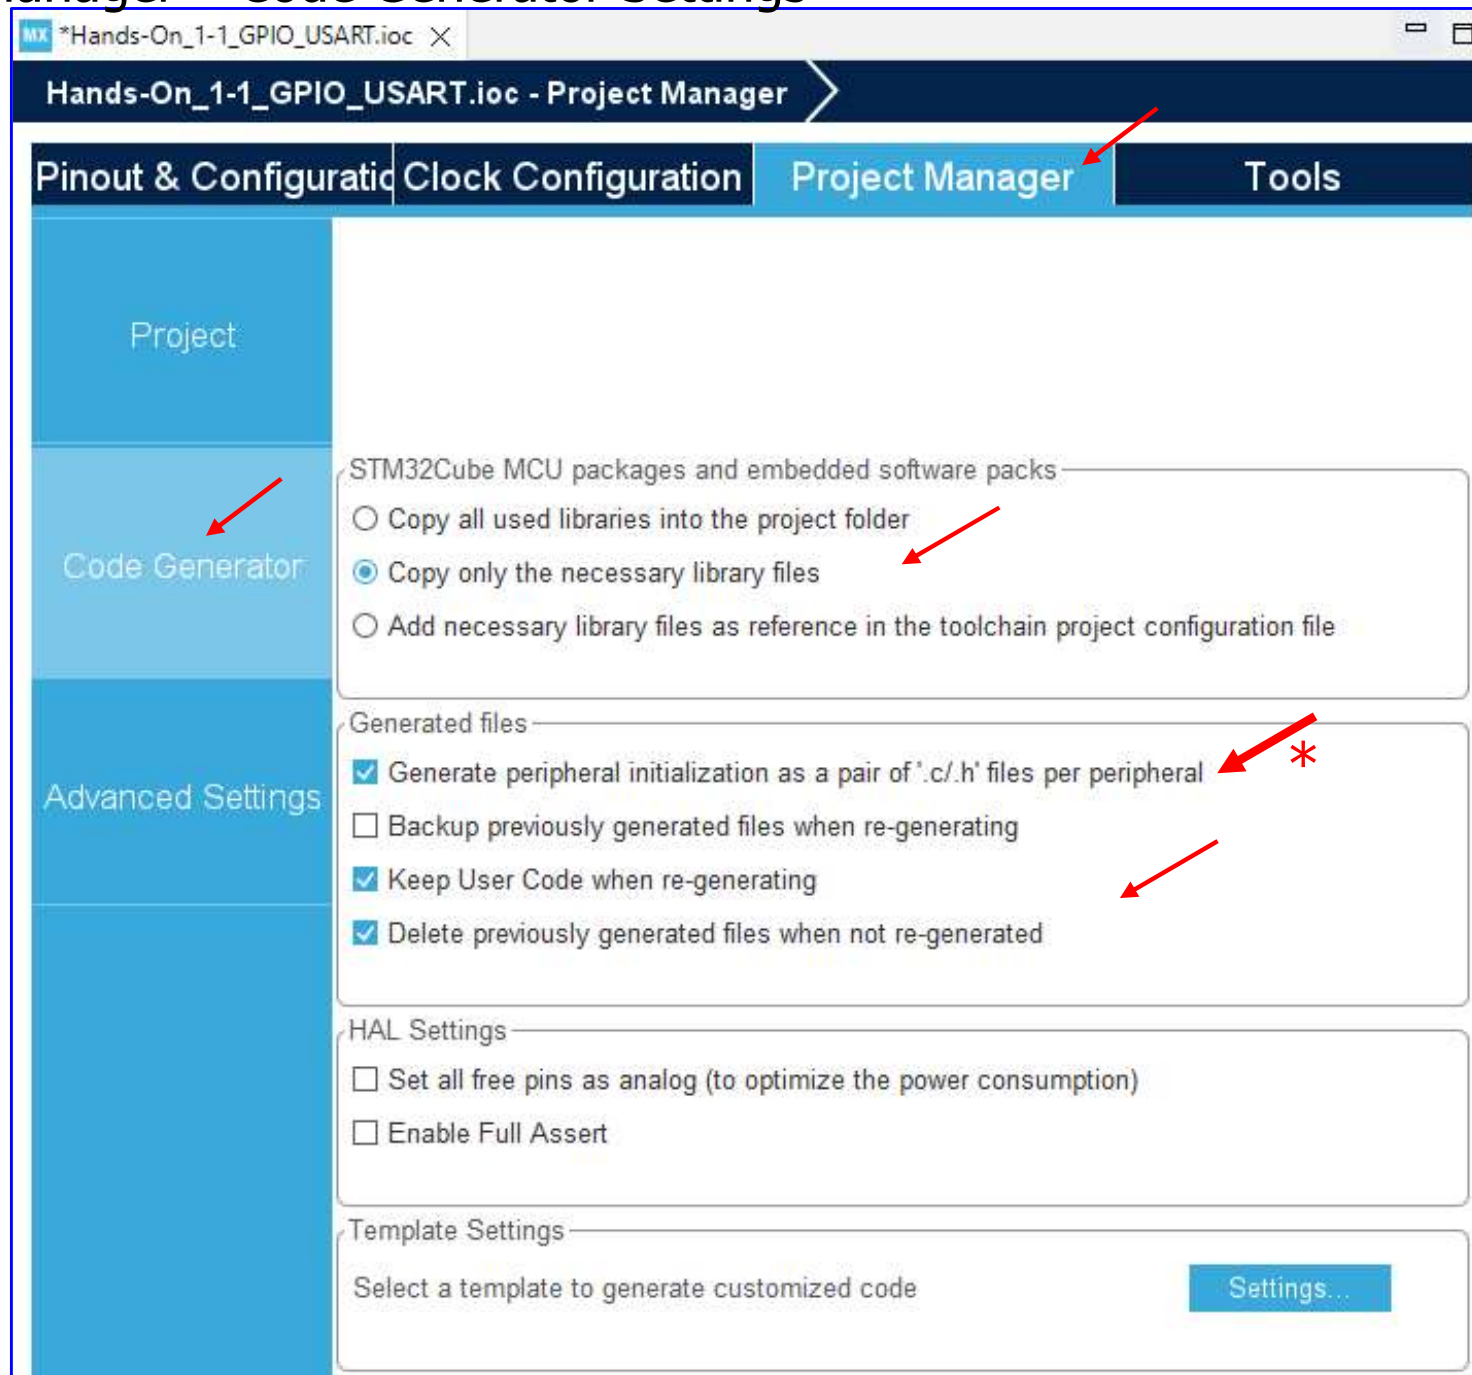 Manager – Code Generator Settings
MX *Hands-On_1-1_GPIO_USART.ioc
Hands-On_1-1_GPIO_USART.ioc - Project Manager
Pinout & Configuratio Clock Configuration Project Manager Tools
Project
STM32Cube MCU packages and embedded software packs
Copy all used libraries into the project folder
Code Generator
Copy only the necessary library files
Add necessary library files as reference in the toolchain project configuration file
Generated files
Generate peripheral initialization as a pair of '.c/.h' files per peripheral *
Advanced Settings
Backup previously generated files when re-generating
Keep User Code when re-generating
Delete previously generated files when not re-generated
HAL Settings
Set all free pins as analog (to optimize the power consumption)
Enable Full Assert
Template Settings
Select a template to generate customized code Settings...